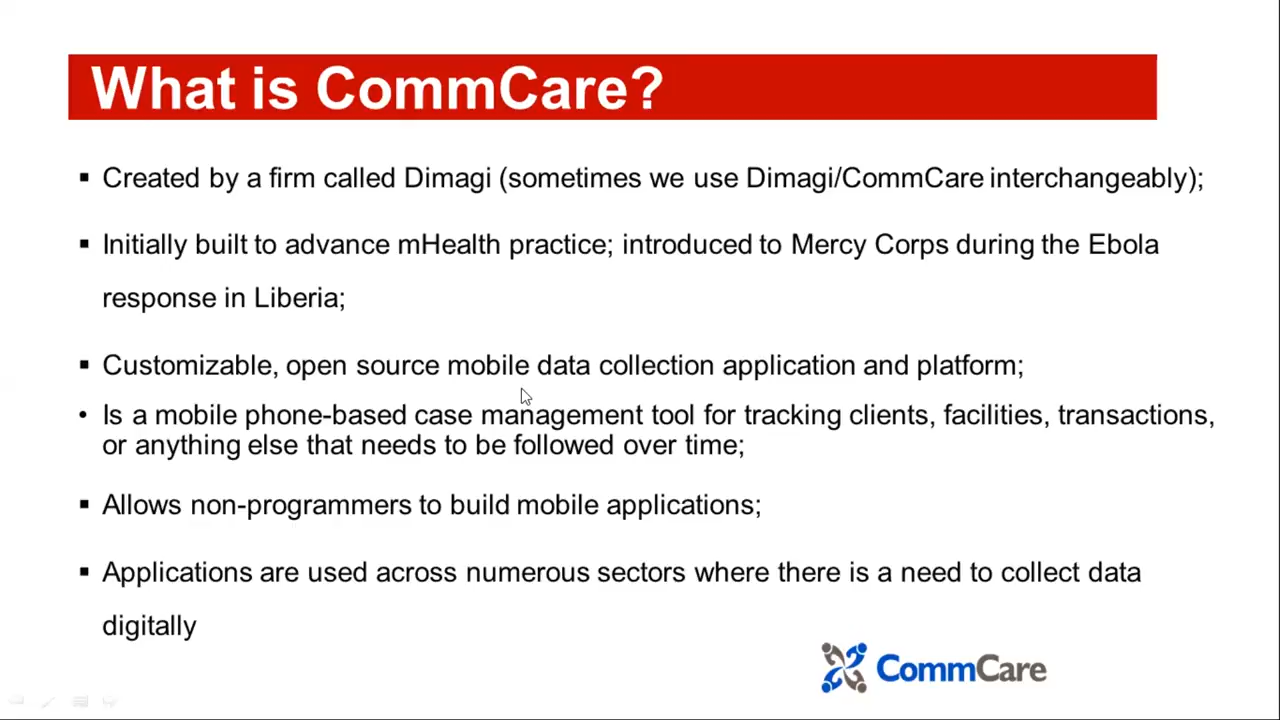 What is CommCare?
▪ Created by a firm called Dimagi (sometimes we use Dimagi/CommCare interchangeably);
▪ Initially built to advance mHealth practice; introduced to Mercy Corps during the Ebola
response in Liberia;
▪ Customizable, open source mobile data collection application and platform;
• Is a mobile phone-based case management tool for tracking clients, facilities, transactions,
or anything else that needs to be followed over time;
▪ Allows non-programmers to build mobile applications;
▪ Applications are used across numerous sectors where there is a need to collect data
digitally
CommCare